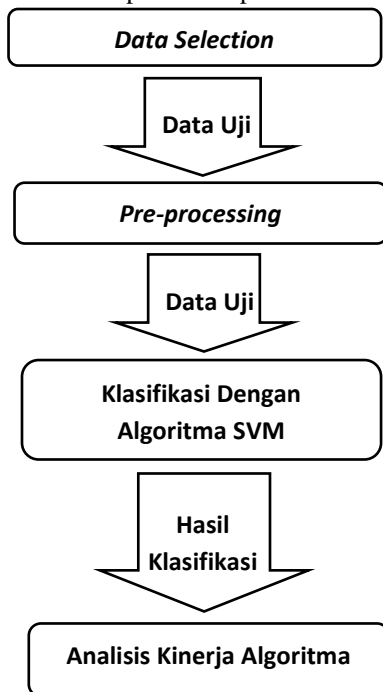 Data Selection
Data Uji
Pre-processing
Data Uji
Klasifikasi Dengan
Algoritma SVM
Hasil
Klasifikasi
Analisis Kinerja Algoritma